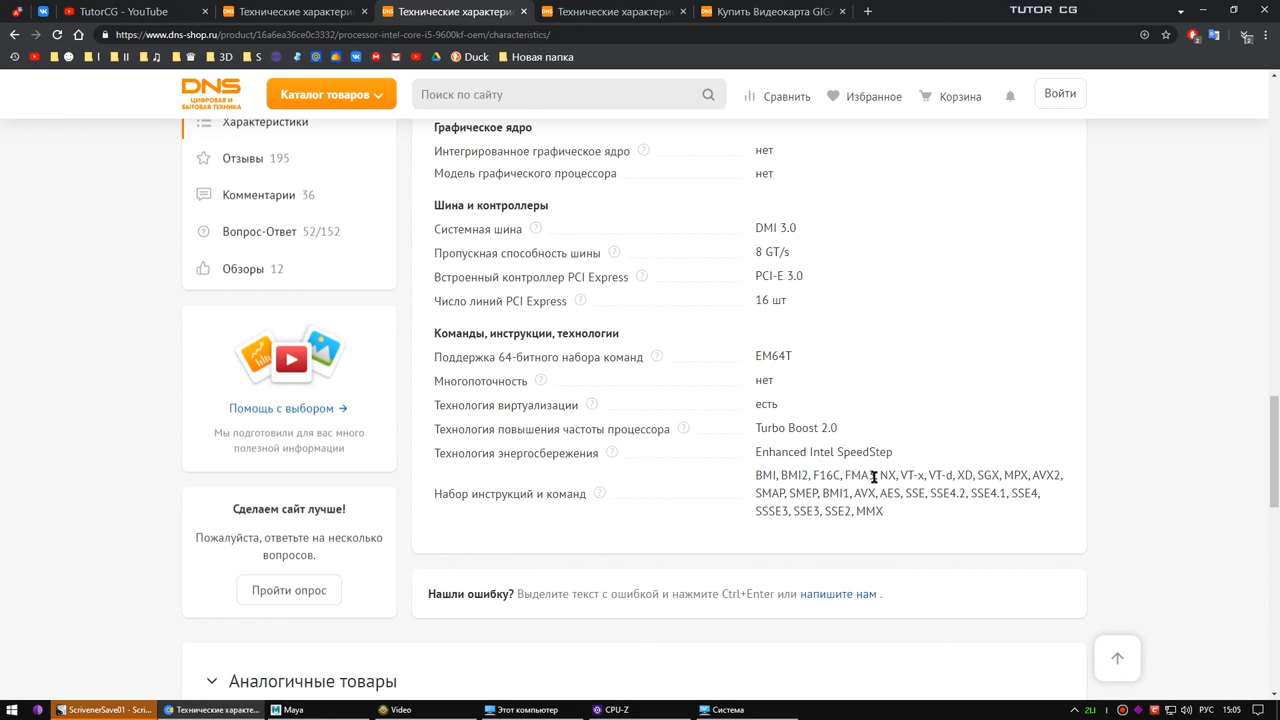 TutorCG - YouTube
Технические характе
Технические характе
Купить Видеокарта GIGA
TUTOR CG
https://www.dns-shop.ru/product/16a6ea36ce0c3332/processor-intel-core-i5-9600kf-oem/characteristics/
3D
S
Duck
Новая папка
DNS
ЦИФРОВАЯ И
БЫТОВАЯ ТЕХНИКА
Каталог товаров
Поиск по сайту
Сравнить
Избранное
Корзина
Войти
Характеристики
Отзывы 195
Комментарии 36
Вопрос-Ответ 52/152
Обзоры 12
Помощь с выбором →
Мы подготовили для вас много
полезной информации
Сделаем сайт лучше!
Пожалуйста, ответьте на несколько
вопросов.
Пройти опрос
Графическое ядро
Интегрированное графическое ядро ? нет
Модель графического процессора нет
Шина и контроллеры
Системная шина ? DMI 3.0
Пропускная способность шины ? 8 GT/s
Встроенный контроллер PCI Express ? PCI-E 3.0
Число линий PCI Express ? 16 шт
Команды, инструкции, технологии
Поддержка 64-битного набора команд ? EM64T
Многопоточность ? нет
Технология виртуализации ? есть
Технология повышения частоты процессора ? Turbo Boost 2.0
Технология энергосбережения ? Enhanced Intel SpeedStep
Набор инструкций и команд ? BMI, BMI2, F16C, FMA3, NX, VT-x, VT-d, XD, SGX, MPX, AVX2,
SMAP, SMEP, BMI1, AVX, AES, SSE, SSE4.2, SSE4.1, SSE4,
SSSE3, SSE3, SSE2, MMX
Нашли ошибку? Выделите текст с ошибкой и нажмите Ctrl+Enter или напишите нам .
Аналогичные товары
ScrivenerSave01 - Scri...
Технические характе...
Maya
Video
Этот компьютер
CPU-Z
Система
РУС
15:05